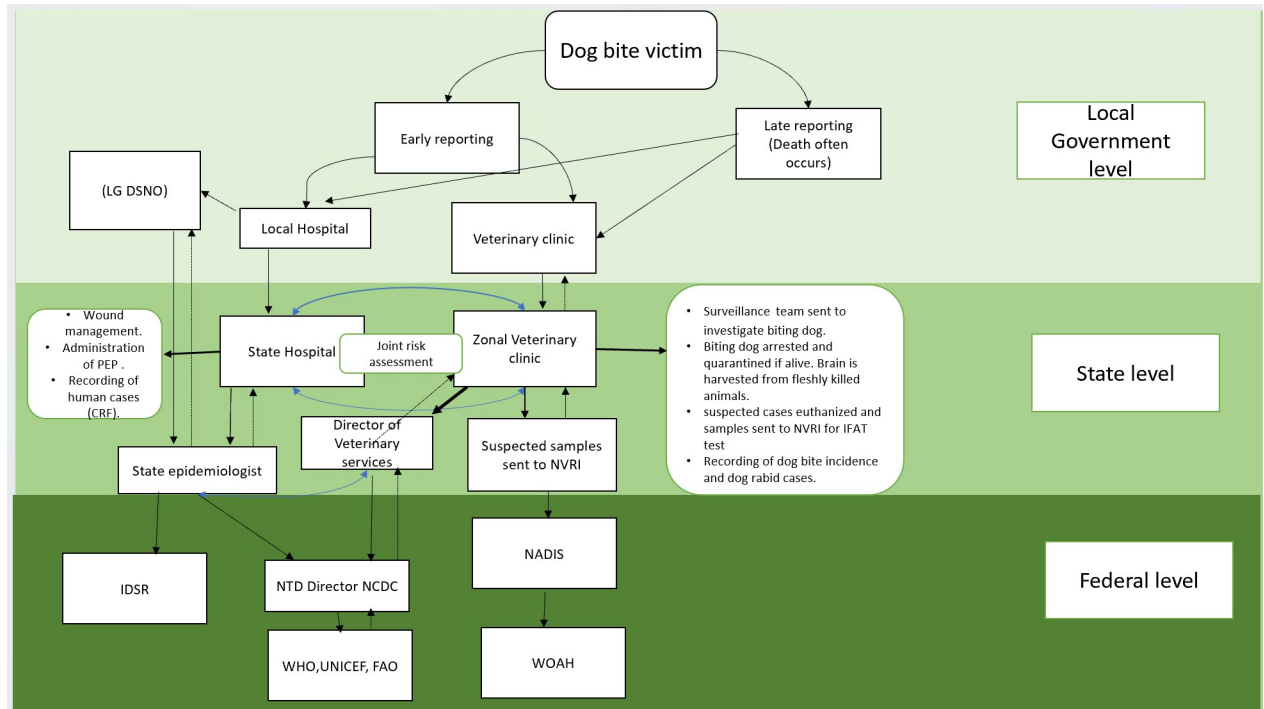 Dog bite victim
Early reporting
Late reporting
(Death often
occurs)
Local
Government
level
(LG DSNO)
Local Hospital
Veterinary clinic
• Wound
management.
• Administration
of PEP .
• Recording of
human cases
(CRF).
State Hospital
Joint risk
assessment
Zonal Veterinary
clinic
• Surveillance team sent to
investigate biting dog.
• Biting dog arrested and
quarantined if alive. Brain is
harvested from fleshly killed
animals.
• suspected cases euthanized and
samples sent to NVRI for IFAT
test
• Recording of dog bite incidence
and dog rabid cases.
State level
Director of
Veterinary
services
Suspected samples
sent to NVRI
State epidemiologist
IDSR
NTD Director NCDC
NADIS
Federal level
WHO,UNICEF, FAO
WOAH